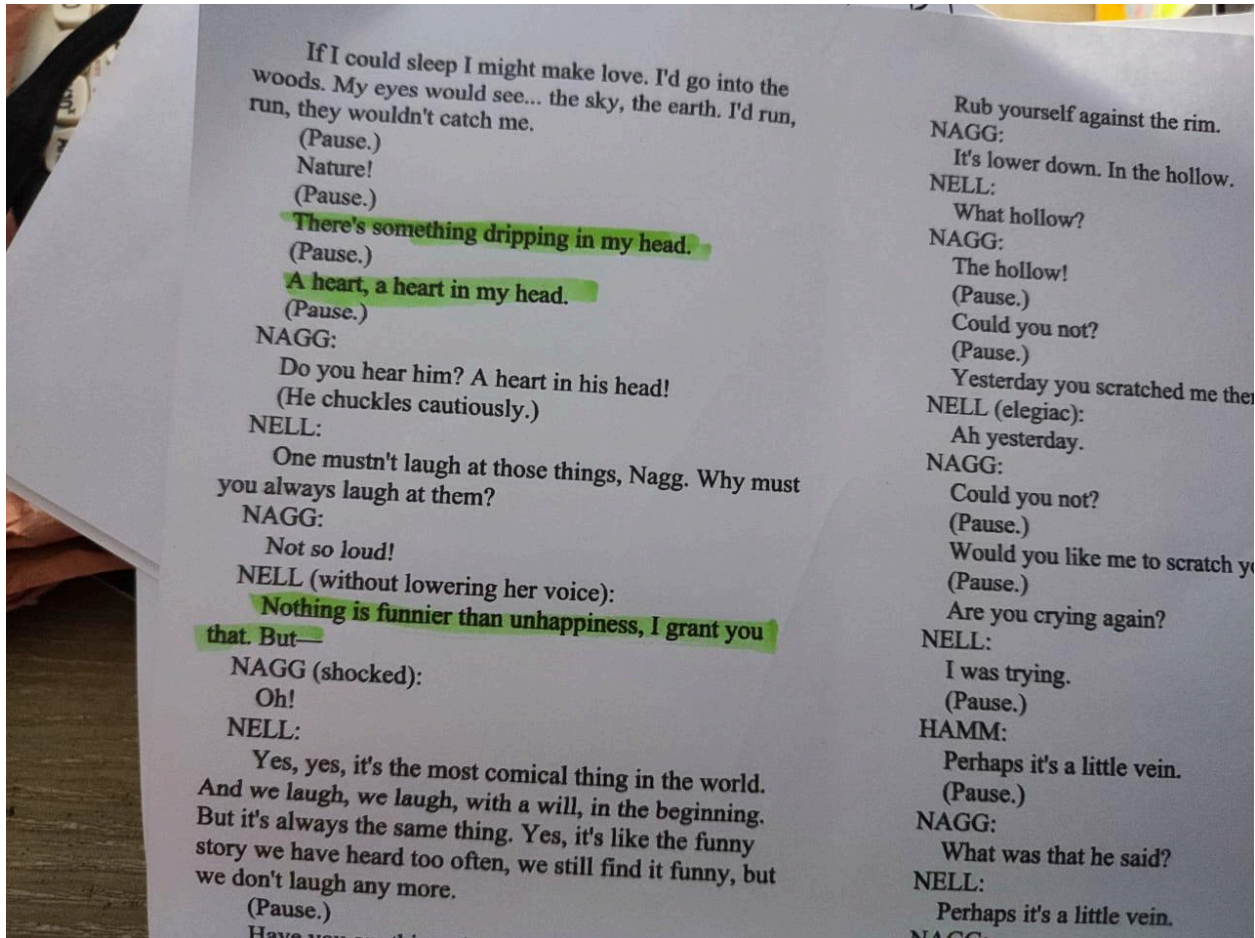 If I could sleep I might make love. I'd go into the
woods. My eyes would see... the sky, the earth. I'd run,
run, they wouldn't catch me.
(Pause.)
Nature!
(Pause.)
There's something dripping in my head.
(Pause.)
A heart, a heart in my head.
(Pause.)
NAGG:
Do you hear him? A heart in his head!
(He chuckles cautiously.)
NELL:
One mustn't laugh at those things, Nagg. Why must
you always laugh at them?
NAGG:
Not so loud!
NELL (without lowering her voice):
Nothing is funnier than unhappiness, I grant you
that. But—
NAGG (shocked):
Oh!
NELL:
Yes, yes, it's the most comical thing in the world.
And we laugh, we laugh, with a will, in the beginning.
But it's always the same thing. Yes, it's like the funny
story we have heard too often, we still find it funny, but
we don't laugh any more.
(Pause.)
Have you
Rub yourself against the rim.
NAGG:
It's lower down. In the hollow.
NELL:
What hollow?
NAGG:
The hollow!
(Pause.)
Could you not?
(Pause.)
Yesterday you scratched me
NELL (elegiac):
Ah yesterday.
NAGG:
Could you not?
(Pause.)
Would you like me to scratch
(Pause.)
Are you crying again?
NELL:
I was trying.
(Pause.)
HAMM:
Perhaps it's a little vein.
(Pause.)
NAGG:
What was that he said?
NELL:
Perhaps it's a little vein.
NAGG: